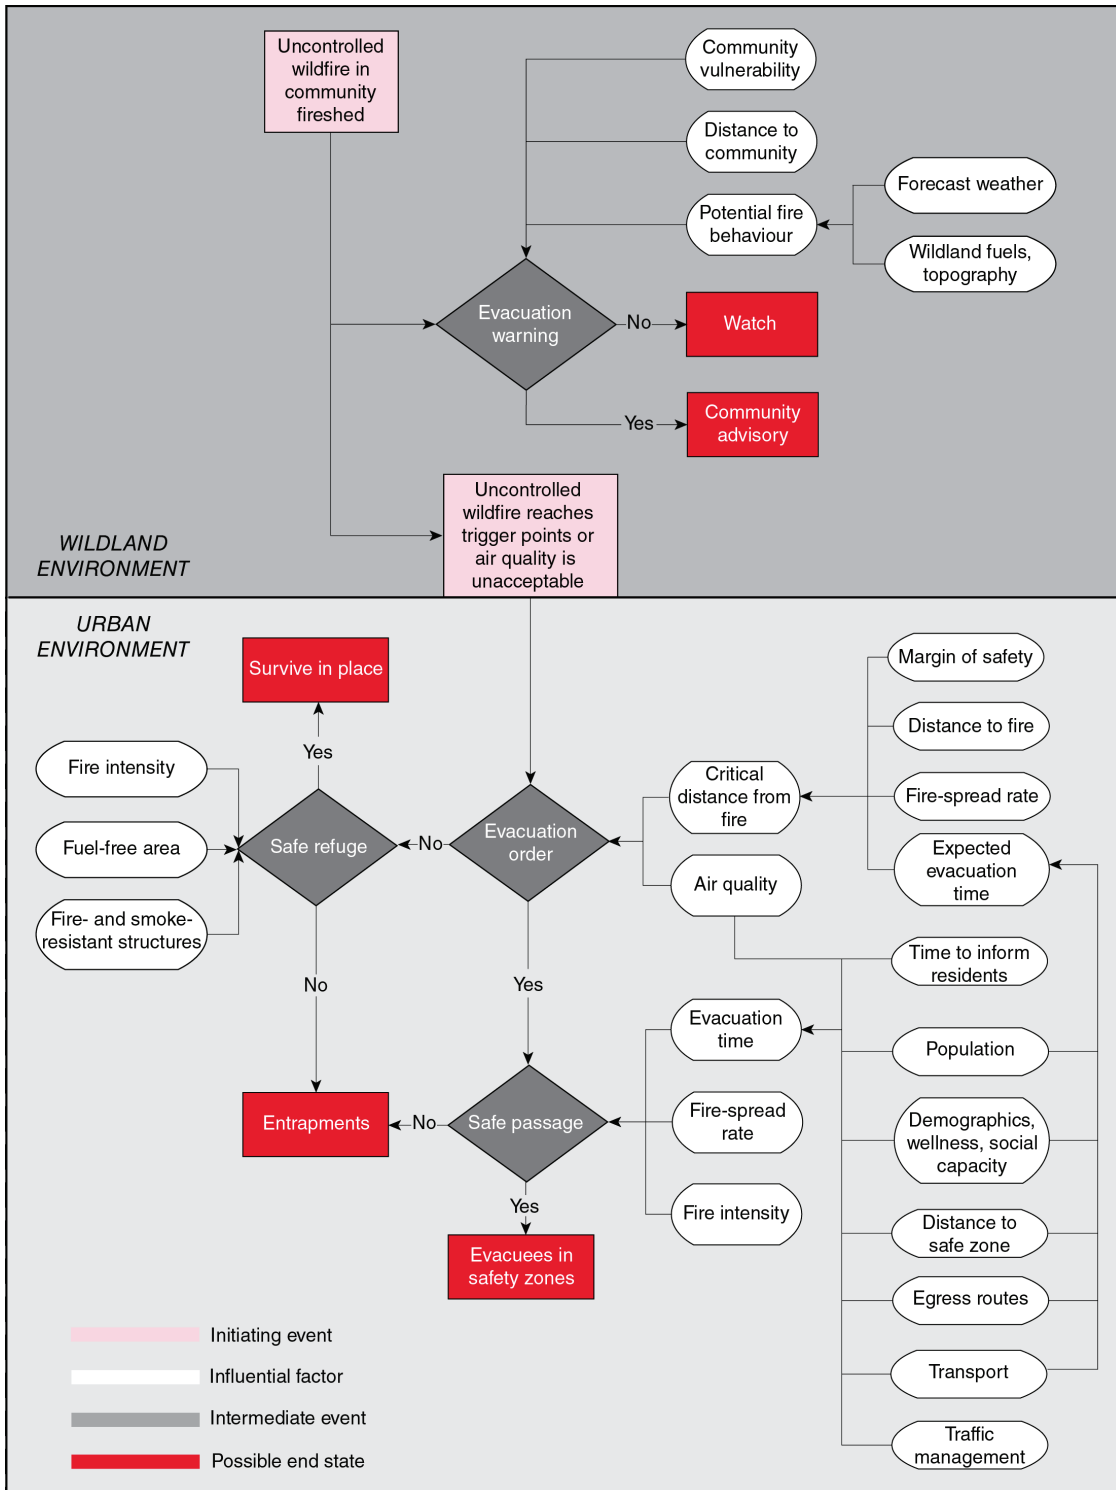 Uncontrolled
wildfire in
community
fireshed
Community
vulnerability
Distance to
community
Potential fire
behaviour
Forecast weather
Wildland fuels,
topography
Evacuation
warning
No
Watch
Yes
Community
advisory
Uncontrolled
wildfire reaches
trigger points or
air quality is
unacceptable
WILDLAND
ENVIRONMENT
URBAN
ENVIRONMENT
Survive in place
Yes
Fire intensity
Fuel-free area
Fire- and smoke-
resistant structures
Safe refuge
No
Evacuation
order
Critical
distance from
fire
Air quality
Margin of safety
Distance to fire
Fire-spread rate
Expected
evacuation
time
Time to inform
residents
No
Yes
Evacuation
time
Fire-spread
rate
Fire intensity
Population
Demographics,
wellness, social
capacity
Distance to
safe zone
Egress routes
Transport
Traffic
management
Entrapments
No
Safe passage
Yes
Evacuees in
safety zones
Initiating event
Influential factor
Intermediate event
Possible end state